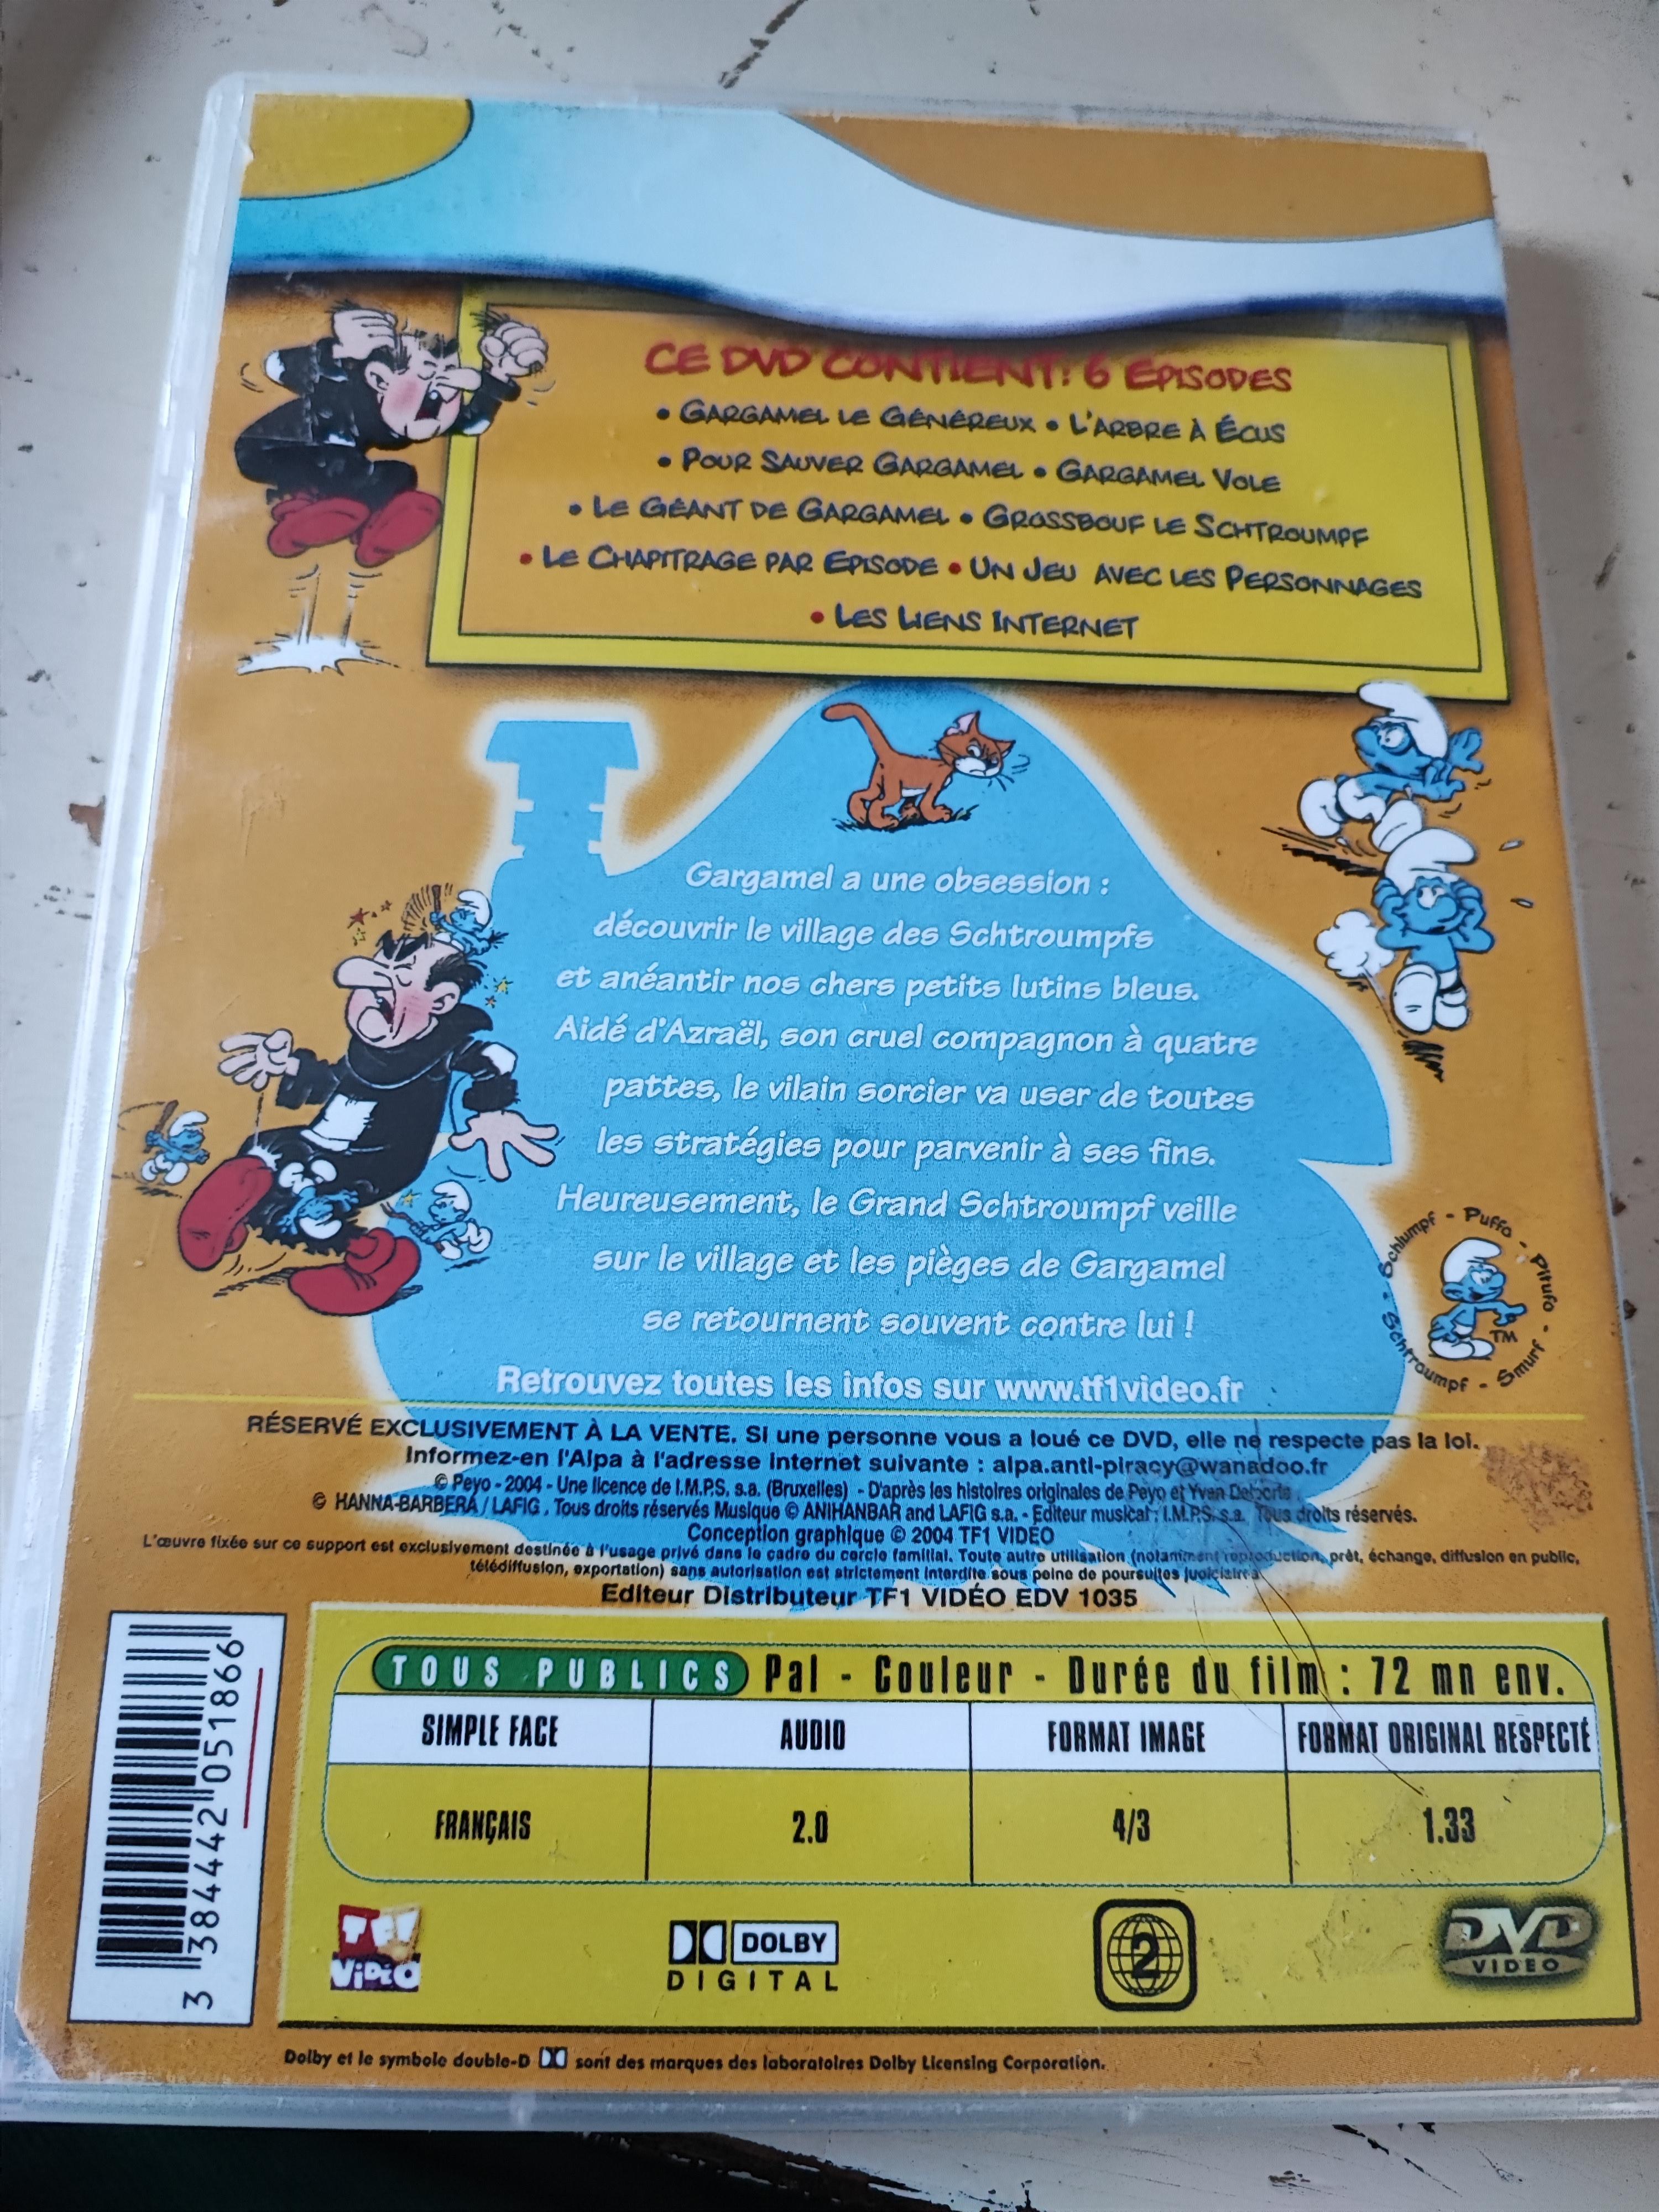 CE DVD CONTIENT: 6 EPISODES
• GARGAMEL LE GÉNÉREUX • L'ARBRE À ÉCUS
• POUR SAUVER GARGAMEL • GARGAMEL VOLE
• LE GÉANT DE GARGAMEL • GROSSBOUF LE SCHTROUMPF
• LE CHAPITRAGE PAR EPISODE • UN JEU AVEC LES PERSONNAGES
• LES LIENS INTERNET
Gargamel a une obsession :
découvrir le village des Schtroumpfs
et anéantir nos chers petits lutins bleus.
Aidé d'Azraël, son cruel compagnon à quatre
pattes, le vilain sorcier va user de toutes
les stratégies pour parvenir à ses fins.
Heureusement, le Grand Schtroumpf veille
sur le village et les pièges de Gargamel
se retournent souvent contre lui !
Schlumpf - Puffo - Pitufo - Smurf - Schtroumpf -
TM
Retrouvez toutes les infos sur www.tf1video.fr
RÉSERVÉ EXCLUSIVEMENT À LA VENTE. Si une personne vous a loué ce DVD, elle ne respecte pas la loi.
Informez-en l'Alpa à l'adresse Internet suivante : alpa.anti-piracy@wanadoo.fr
© Peyo - 2004 - Une licence de I.M.P.S. s.a. (Bruxelles) - D'après les histoires originales de Peyo et Yvan Delporte
© HANNA-BARBERA / LAFIG . Tous droits réservés Musique © ANIHANBAR and LAFIG s.a. - Editeur musical : I.M.P.S. s.a. Tous droits réservés.
Conception graphique © 2004 TF1 VIDEO
L'œuvre fixée sur ce support est exclusivement destinée à l'usage privé dans le cadre du cercle familial. Toute autre utilisation (notamment reproduction, prêt, échange, diffusion en public,
télédiffusion, exportation) sans autorisation est strictement interdite sous peine de poursuites judiciaires.
Editeur Distributeur TF1 VIDÉO EDV 1035
TOUS PUBLICS Pal - Couleur - Durée du film : 72 mn env.
SIMPLE FACE AUDIO FORMAT IMAGE FORMAT ORIGINAL RESPECTÉ
FRANÇAIS 2.0 4/3 1.33
3 384442 051866
TF1 ViDéO
DOLBY
DIGITAL
2
DVD
VIDEO
Dolby et le symbole double-D sont des marques des laboratoires Dolby Licensing Corporation.